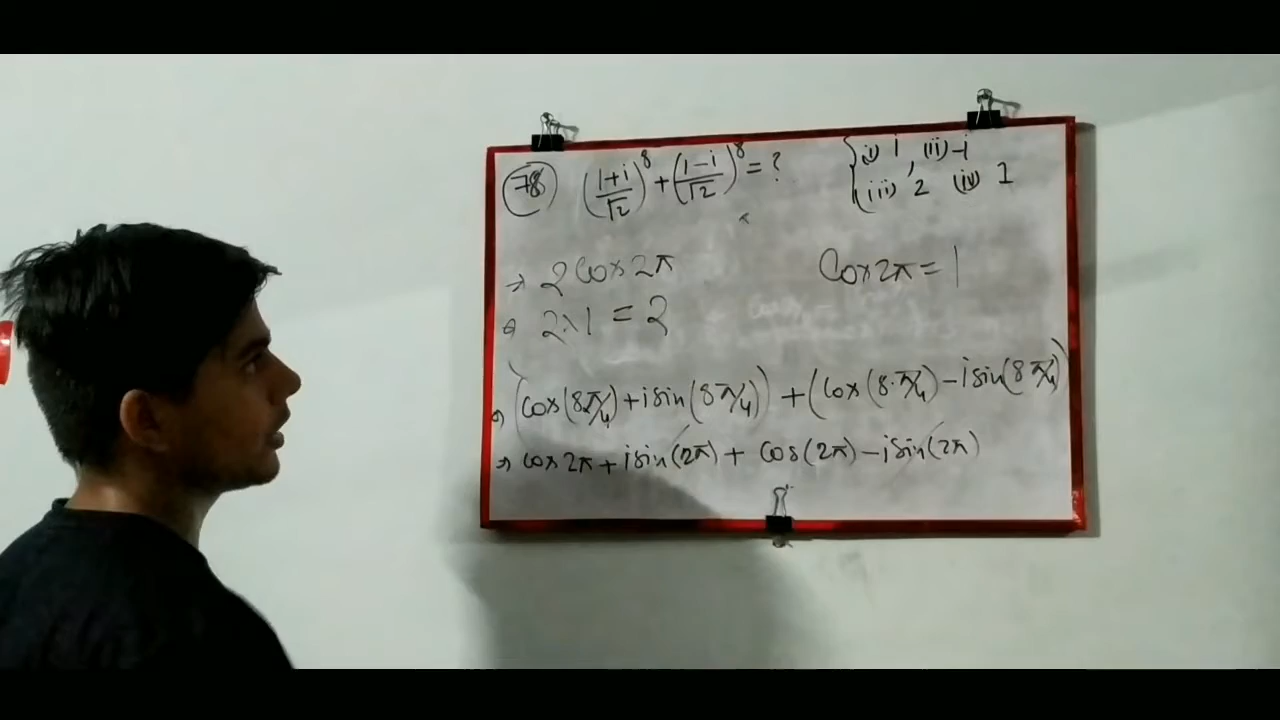 78 ((1+i)/√2)^8 + ((1-i)/√2)^8 = ? { (i) i, (ii) -i
(iii) 2 (iv) 1
→ 2 Cos 2π Cos 2π = 1
⇒ 2×1 = 2
⇒ (Cos(8π/4) + i sin(8π/4)) + (Cos(8·π/4) - i sin(8π/4))
→ Cos 2π + i sin(2π) + Cos(2π) - i sin(2π)